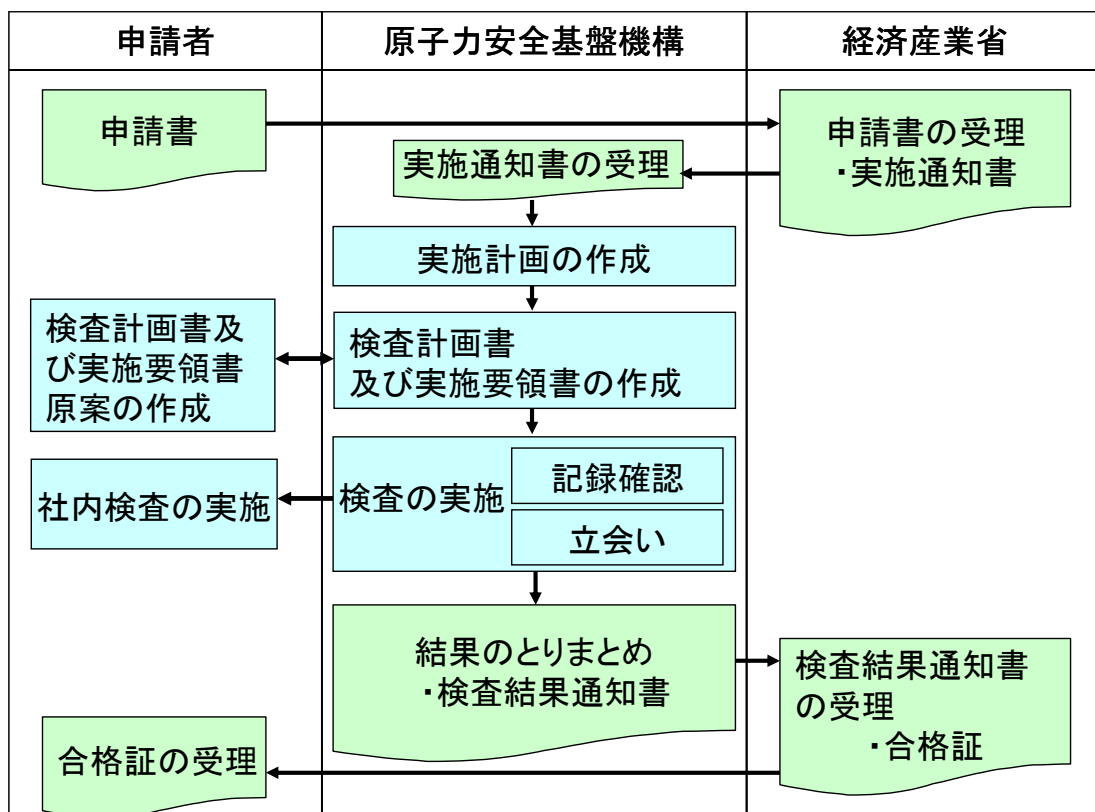 申請者
原子力安全基盤機構
経済産業省
申請書
申請書の受理
・実施通知書
実施通知書の受理
実施計画の作成
検査計画書及
び実施要領書
原案の作成
検査計画書
及び実施要領書の作成
社内検査の実施
検査の実施
記録確認
立会い
結果のとりまとめ
・検査結果通知書
検査結果通知書
の受理
・合格証
合格証の受理